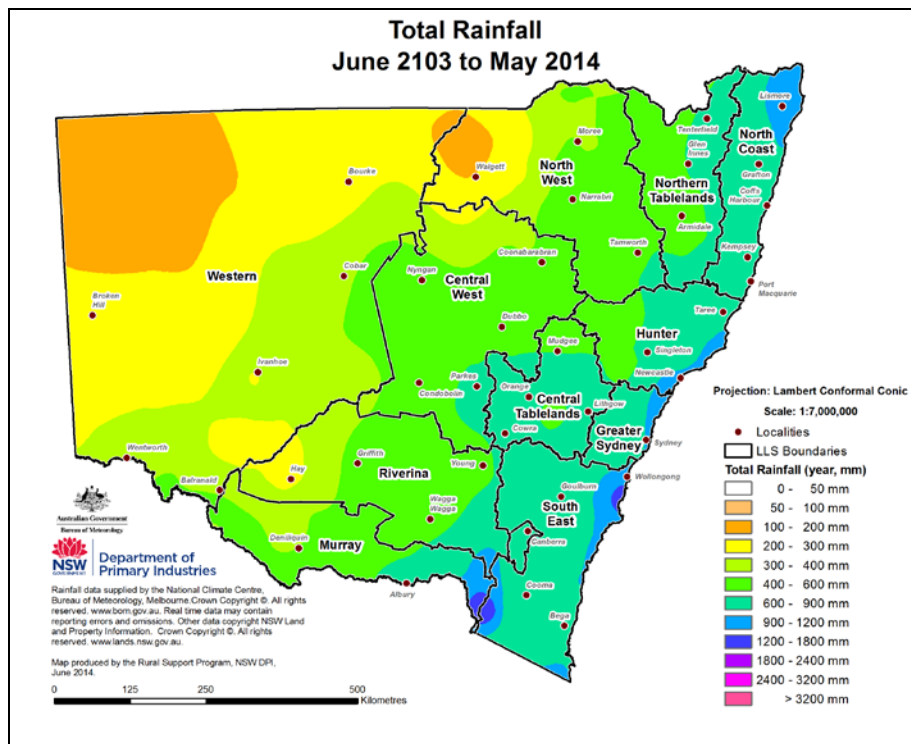 Total Rainfall
June 2103 to May 2014
Lismore
Tenterfield
North
Coast
Moree
Glen
Innes
Grafton
Walgett
North
West
Bourke
Northern
Tablelands
Coffs
Harbour
Narrabri
Armidale
Tamworth
Kempsey
Coonabarabran
Western
Cobar
Nyngan
Central
West
Port
Macquarie
Broken
Hill
Taree
Dubbo
Hunter
Mudgee
Singleton
Ivanhoe
Newcastle
Parkes
Orange
Condobolin
Central
Tablelands
Lithgow
Cowra
Greater
Sydney
Sydney
Wentworth
Griffith
Young
Hay
Riverina
Wollongong
Balranald
Goulburn
Wagga
Wagga
South
East
Canberra
Deniliquin
Murray
Albury
Cooma
Bega
Projection: Lambert Conformal Conic
Scale: 1:7,000,000
Localities
LLS Boundaries
Total Rainfall (year, mm)
0 - 50 mm
50 - 100 mm
100 - 200 mm
200 - 300 mm
300 - 400 mm
400 - 600 mm
600 - 900 mm
900 - 1200 mm
1200 - 1800 mm
1800 - 2400 mm
2400 - 3200 mm
> 3200 mm
Australian Government
Bureau of Meteorology
NSW
GOVERNMENT
Department of
Primary Industries
Rainfall data supplied by the National Climate Centre,
Bureau of Meteorology, Melbourne.Crown Copyright ©. All rights
reserved. www.bom.gov.au. Real time data may contain
reporting errors and omissions. Other data copyright NSW Land
and Property Information. Crown Copyright ©. All rights
reserved. www.lands.nsw.gov.au.
Map produced by the Rural Support Program, NSW DPI,
June 2014.
0 125 250 500
Kilometres